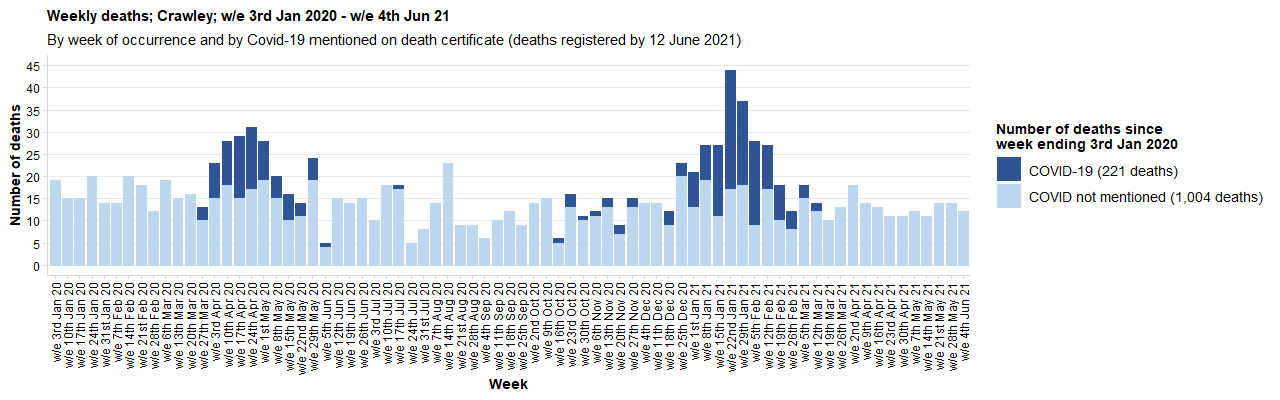 Weekly deaths; Crawley; w/e 3rd Jan 2020 - w/e 4th Jun 21
By week of occurrence and by Covid-19 mentioned on death certificate (deaths registered by 12 June 2021)
Number of deaths
45
40
35
30
25
20
15
10
5
0
w/e 3rd Jan 20
w/e 10th Jan 20
w/e 17th Jan 20
w/e 24th Jan 20
w/e 31st Jan 20
w/e 7th Feb 20
w/e 14th Feb 20
w/e 21st Feb 20
w/e 28th Feb 20
w/e 6th Mar 20
w/e 13th Mar 20
w/e 20th Mar 20
w/e 27th Mar 20
w/e 3rd Apr 20
w/e 10th Apr 20
w/e 17th Apr 20
w/e 24th Apr 20
w/e 1st May 20
w/e 8th May 20
w/e 15th May 20
w/e 22nd May 20
w/e 29th May 20
w/e 5th Jun 20
w/e 12th Jun 20
w/e 19th Jun 20
w/e 26th Jun 20
w/e 3rd Jul 20
w/e 10th Jul 20
w/e 17th Jul 20
w/e 24th Jul 20
w/e 31st Jul 20
w/e 7th Aug 20
w/e 14th Aug 20
w/e 21st Aug 20
w/e 28th Aug 20
w/e 4th Sep 20
w/e 11th Sep 20
w/e 18th Sep 20
w/e 25th Sep 20
w/e 2nd Oct 20
w/e 9th Oct 20
w/e 16th Oct 20
w/e 23rd Oct 20
w/e 30th Oct 20
w/e 6th Nov 20
w/e 13th Nov 20
w/e 20th Nov 20
w/e 27th Nov 20
w/e 4th Dec 20
w/e 11th Dec 20
w/e 18th Dec 20
w/e 25th Dec 20
w/e 1st Jan 21
w/e 8th Jan 21
w/e 15th Jan 21
w/e 22nd Jan 21
w/e 29th Jan 21
w/e 5th Feb 21
w/e 12th Feb 21
w/e 19th Feb 21
w/e 26th Feb 21
w/e 5th Mar 21
w/e 12th Mar 21
w/e 19th Mar 21
w/e 26th Mar 21
w/e 2nd Apr 21
w/e 9th Apr 21
w/e 16th Apr 21
w/e 23rd Apr 21
w/e 30th Apr 21
w/e 7th May 21
w/e 14th May 21
w/e 21st May 21
w/e 28th May 21
w/e 4th Jun 21
Week
Number of deaths since
week ending 3rd Jan 2020
COVID-19 (221 deaths)
COVID not mentioned (1,004 deaths)